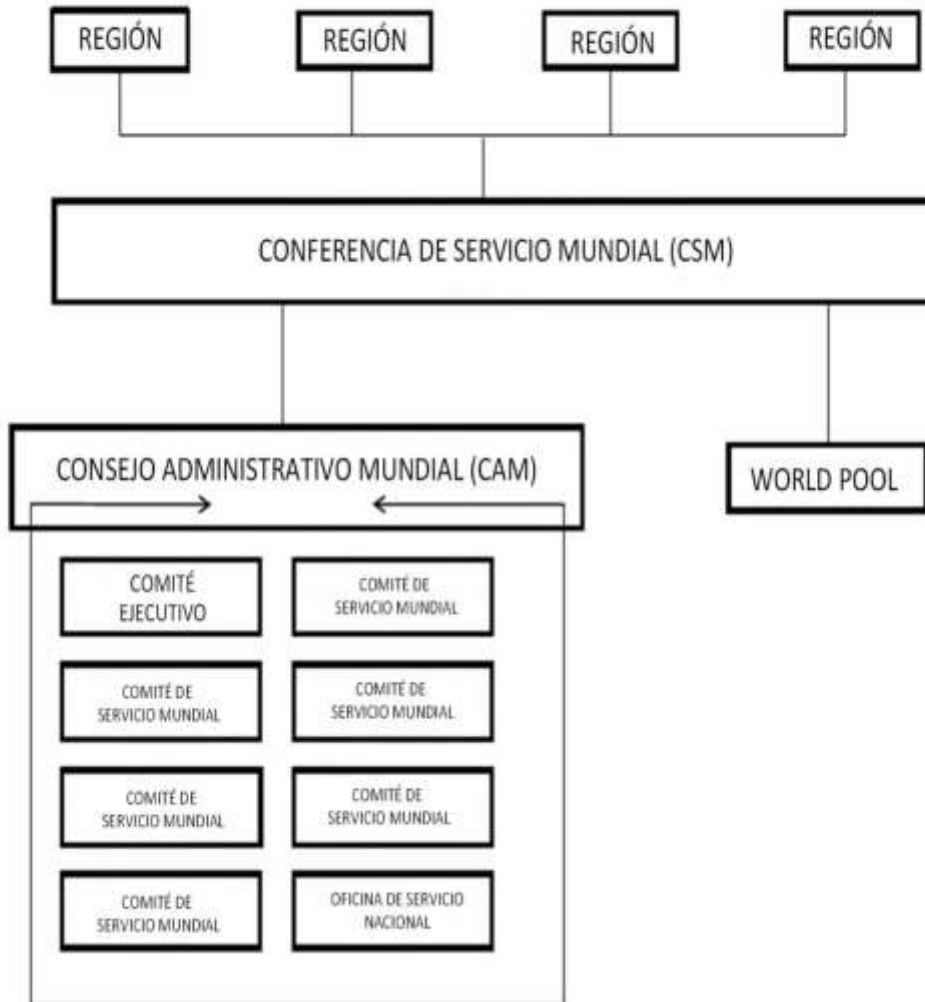 REGIÓN
REGIÓN
REGIÓN
REGIÓN
CONFERENCIA DE SERVICIO MUNDIAL (CSM)
CONSEJO ADMINISTRATIVO MUNDIAL (CAM)
WORLD POOL
COMITÉ
EJECUTIVO
COMITÉ DE
SERVICIO MUNDIAL
COMITÉ DE
SERVICIO MUNDIAL
COMITÉ DE
SERVICIO MUNDIAL
COMITÉ DE
SERVICIO MUNDIAL
COMITÉ DE
SERVICIO MUNDIAL
COMITÉ DE
SERVICIO MUNDIAL
OFICINA DE SERVICIO
NACIONAL